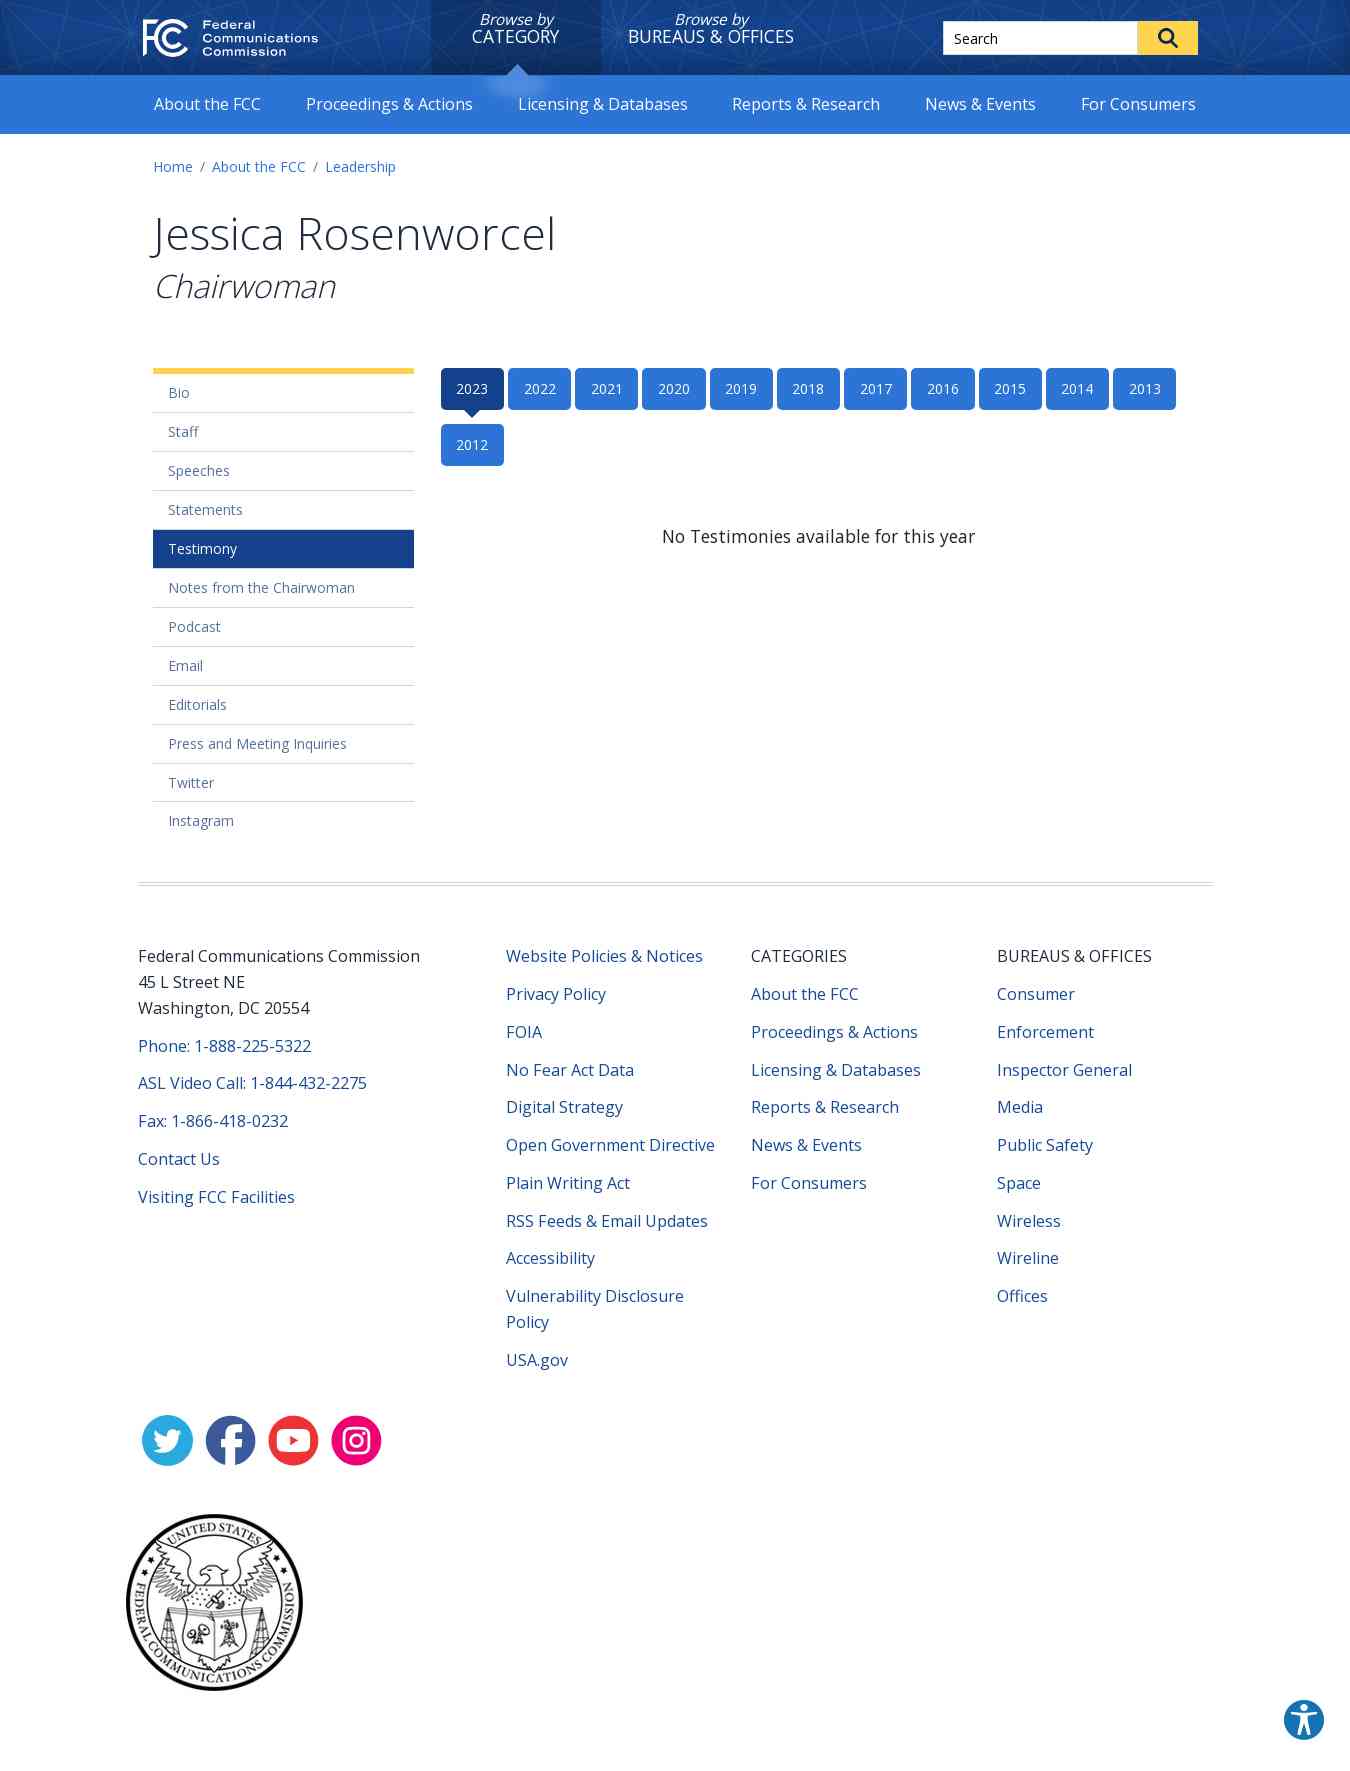 Federal
Communications
Commission
Browse by
CATEGORY
Browse by
BUREAUS & OFFICES
Search
About the FCC
Proceedings & Actions
Licensing & Databases
Reports & Research
News & Events
For Consumers
Home / About the FCC / Leadership
Jessica Rosenworcel
Chairwoman
Bio
Staff
Speeches
Statements
Testimony
Notes from the Chairwoman
Podcast
Email
Editorials
Press and Meeting Inquiries
Twitter
Instagram
2023 2022 2021 2020 2019 2018 2017 2016 2015 2014 2013
2012
No Testimonies available for this year
Federal Communications Commission
45 L Street NE
Washington, DC 20554
Phone: 1-888-225-5322
ASL Video Call: 1-844-432-2275
Fax: 1-866-418-0232
Contact Us
Visiting FCC Facilities
Website Policies & Notices
Privacy Policy
FOIA
No Fear Act Data
Digital Strategy
Open Government Directive
Plain Writing Act
RSS Feeds & Email Updates
Accessibility
Vulnerability Disclosure
Policy
USA.gov
CATEGORIES
About the FCC
Proceedings & Actions
Licensing & Databases
Reports & Research
News & Events
For Consumers
BUREAUS & OFFICES
Consumer
Enforcement
Inspector General
Media
Public Safety
Space
Wireless
Wireline
Offices
UNITED STATES
FEDERAL COMMUNICATIONS COMMISSION